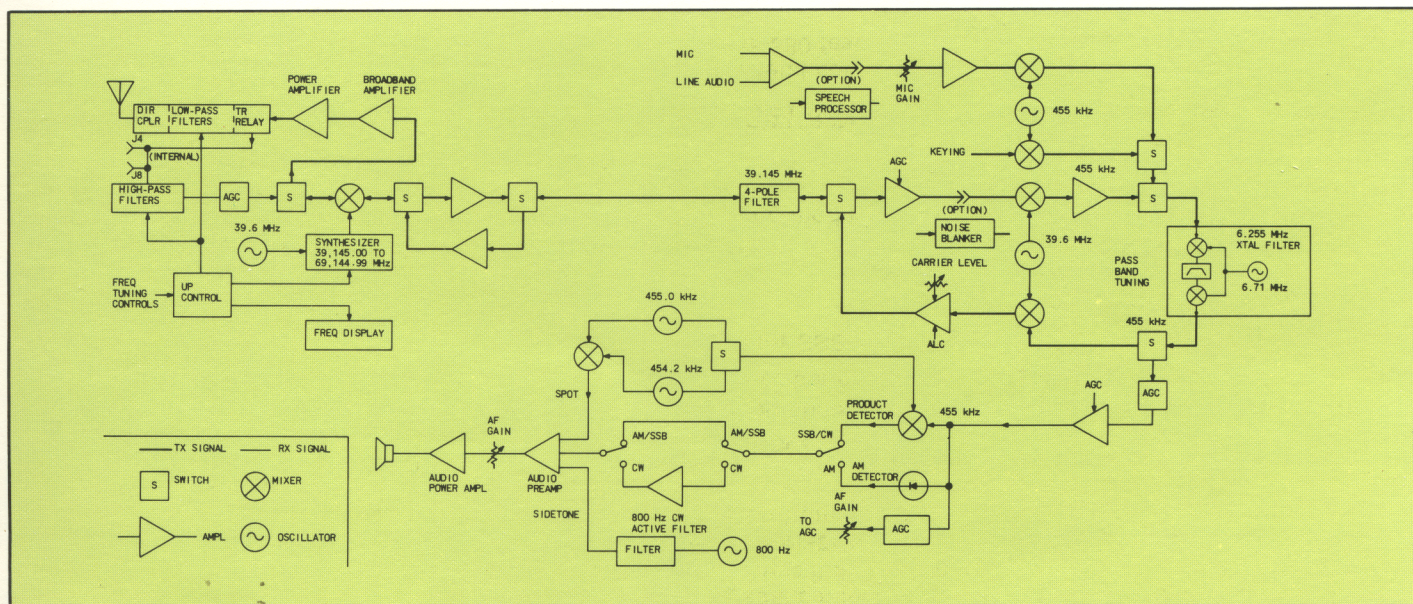 MIC
LINE AUDIO
(OPTION)
SPEECH
PROCESSOR
MIC
GAIN
455 kHz
KEYING
S
POWER
AMPLIFIER
BROADBAND
AMPLIFIER
DIR
CPLR
LOW-PASS
FILTERS
TR
RELAY
J4
(INTERNAL)
J8
HIGH-PASS
FILTERS
AGC
S
S
S
39.6 MHz
SYNTHESIZER
39,145.00 TO
69,144.99 MHz
FREQ
TUNING
CONTROLS
UP
CONTROL
FREQ DISPLAY
39.145 MHz
4-POLE
FILTER
S
AGC
(OPTION)
NOISE
BLANKER
455 kHz
S
39.6 MHz
CARRIER LEVEL
ALC
PASS
BAND
TUNING
6.255 MHz
XTAL FILTER
6.71 MHz
455 kHz
S
AGC
AGC
455.0 kHz
454.2 kHz
S
SPOT
PRODUCT
DETECTOR
455 kHz
AM/SSB
AM/SSB
SSB/CW
CW
CW
AM
AM
DETECTOR
AF
GAIN
AUDIO
POWER AMPL
AUDIO
PREAMP
SIDETONE
800 Hz CW
ACTIVE FILTER
FILTER
800 Hz
AF
GAIN
TO
AGC
AGC
TX SIGNAL
RX SIGNAL
S
SWITCH
MIXER
AMPL
OSCILLATOR